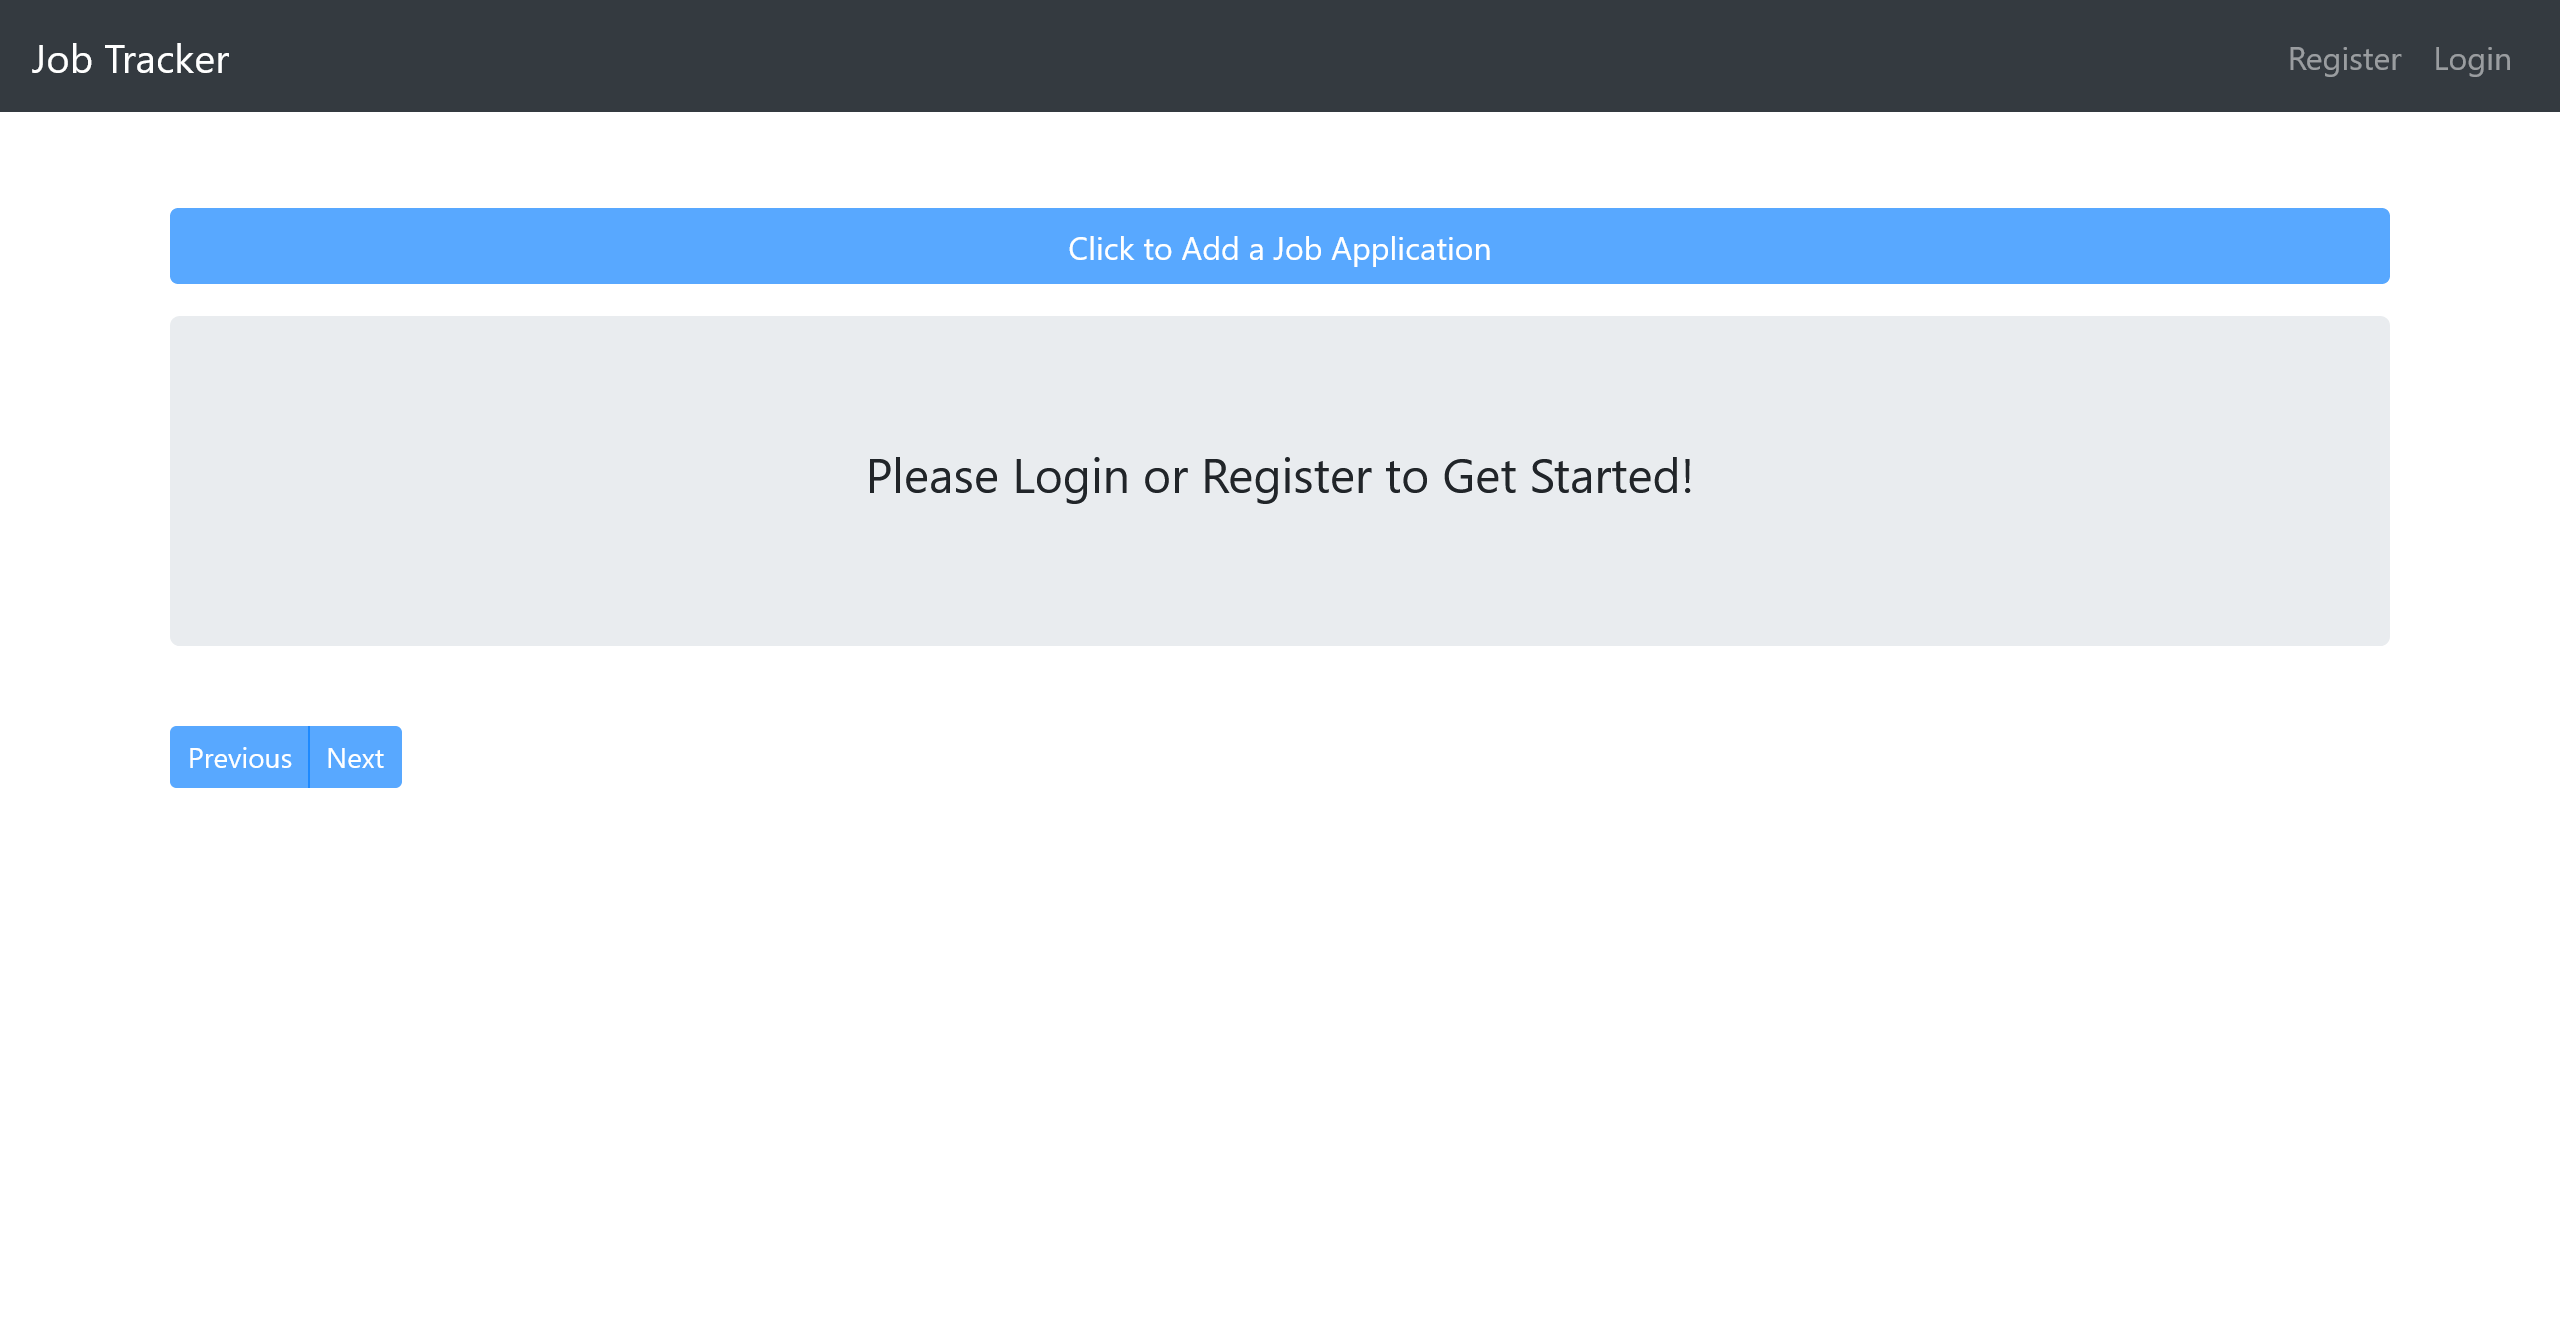 Job Tracker
Register
Login
Click to Add a Job Application
Please Login or Register to Get Started!
Previous
Next